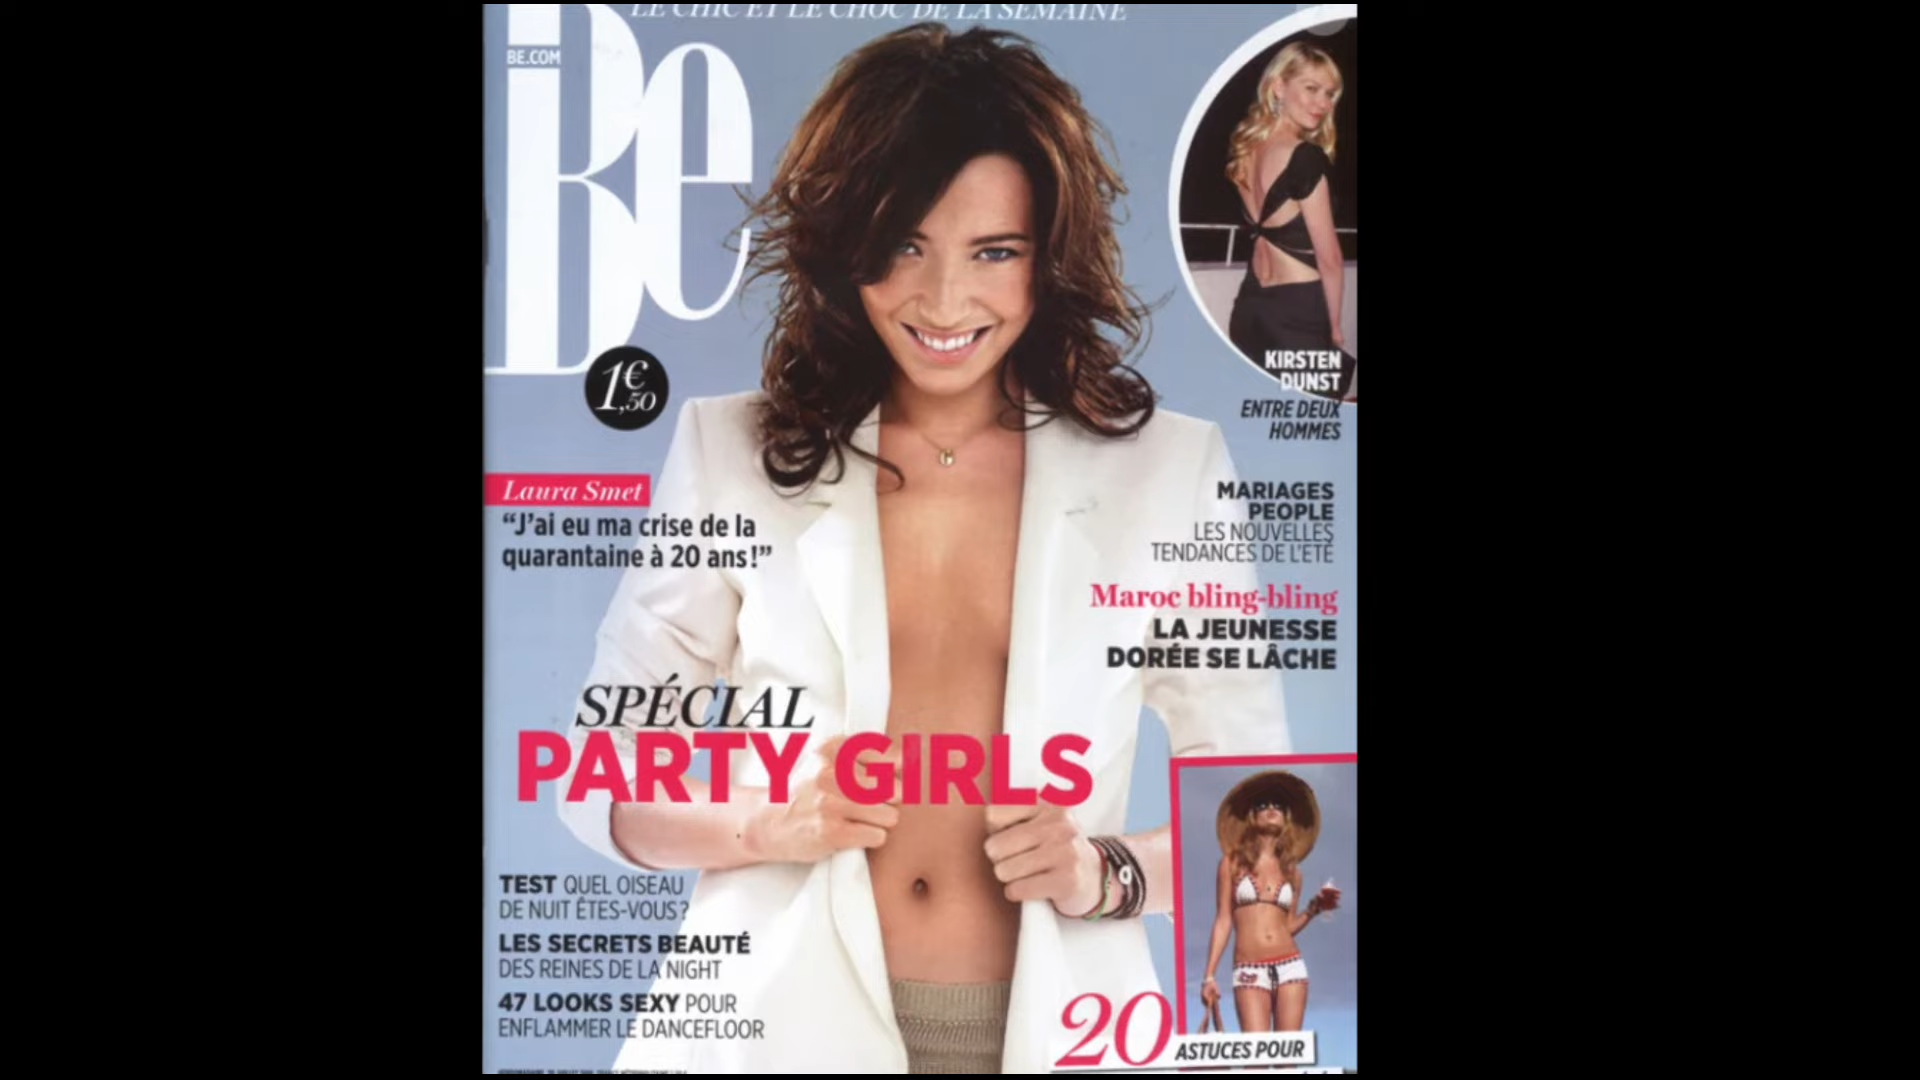 LE CHIC ET LE CHOC DE LA SEMAINE
Be
BE.COM
1€,50
KIRSTEN
DUNST
ENTRE DEUX
HOMMES
Laura Smet
“J’ai eu ma crise de la
quarantaine à 20 ans!”
MARIAGES
PEOPLE
LES NOUVELLES
TENDANCES DE L’ETÉ
Maroc bling-bling
LA JEUNESSE
DORÉE SE LÂCHE
SPÉCIAL
PARTY GIRLS
TEST QUEL OISEAU
DE NUIT ÊTES-VOUS?
LES SECRETS BEAUTÉ
DES REINES DE LA NIGHT
47 LOOKS SEXY POUR
ENFLAMMER LE DANCEFLOOR
20
ASTUCES POUR